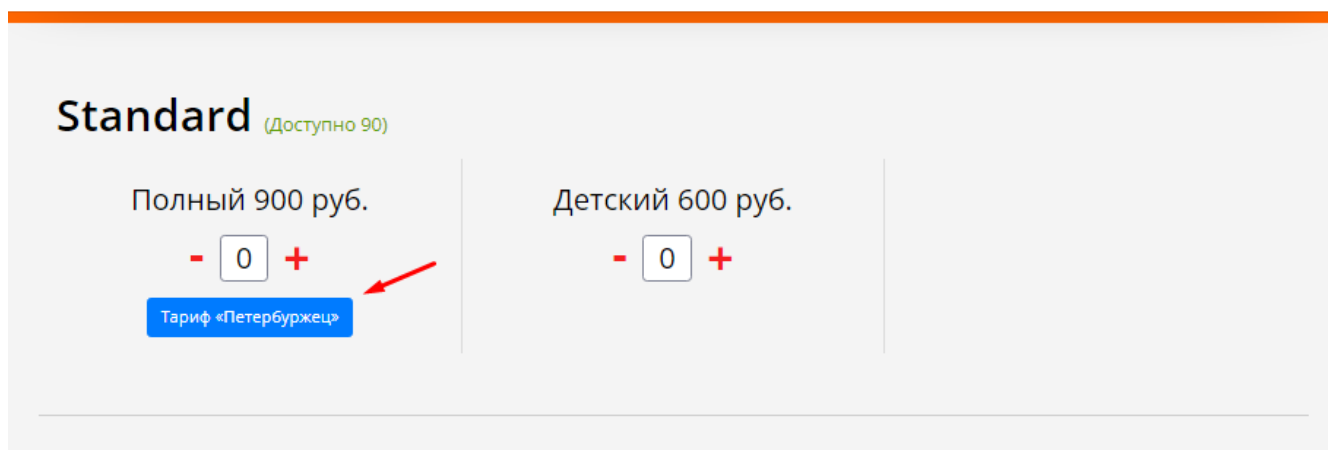 Standard (Доступно 90)
Полный 900 руб.
- 0 +
Тариф «Петербуржец»
Детский 600 руб.
- 0 +